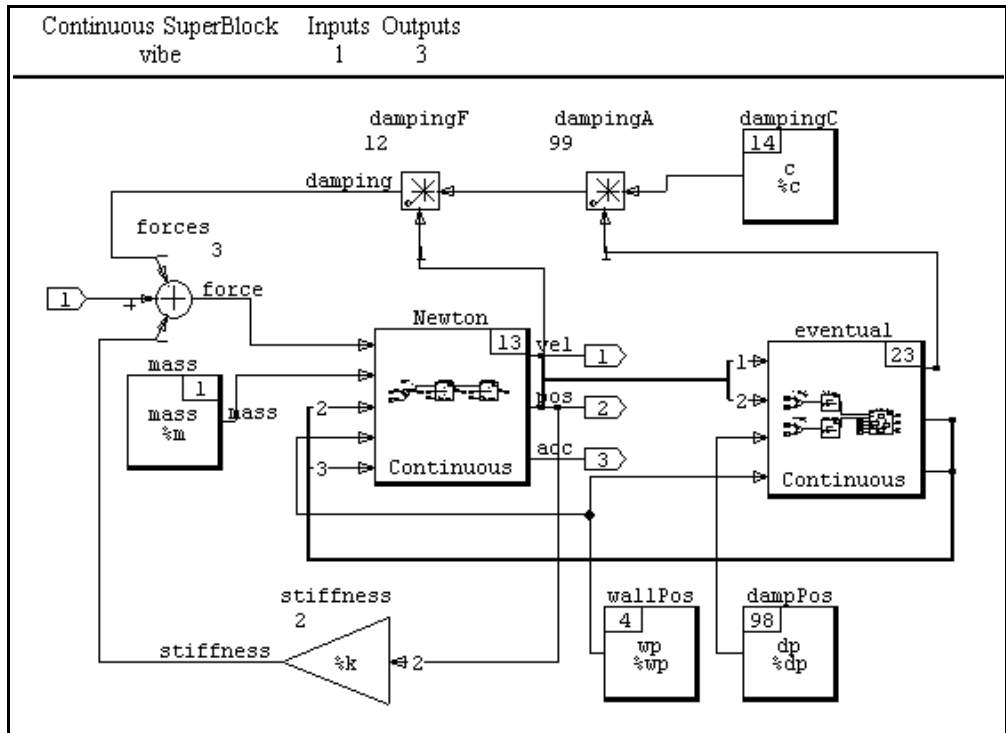 Continuous SuperBlock Inputs Outputs
vibe 1 3
dampingF
12
dampingA
99
dampingC
14
c
%c
damping
1
1
forces
3
1
+
force
Newton
13
Continuous
vel
1
pos
2
acc
3
2
3
eventual
23
1
2
Continuous
mass
1
mass
%m
mass
stiffness
2
%k
stiffness
2
wallPos
4
wp
%wp
dampPos
98
dp
%dp